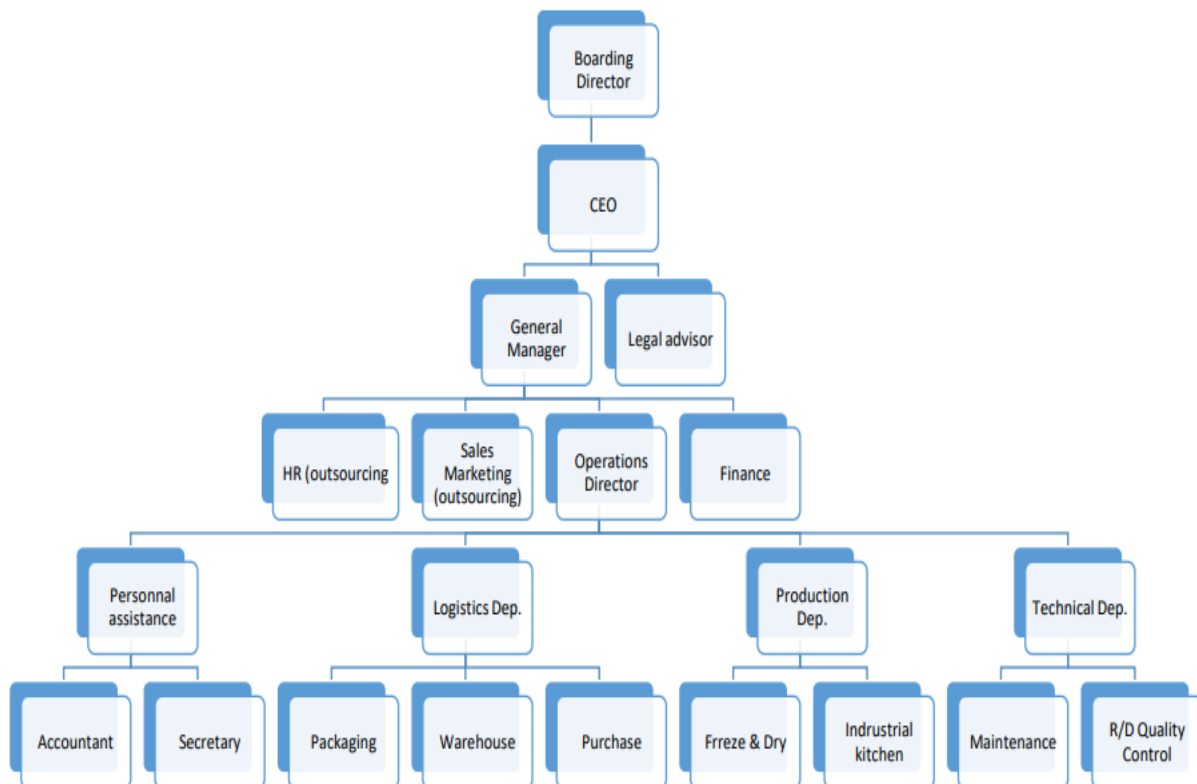 Boarding
Director
CEO
General
Manager
Legal advisor
HR (outsourcing
Sales
Marketing
(outsourcing)
Operations
Director
Finance
Personnal
assistance
Logistics Dep.
Production
Dep.
Technical Dep.
Accountant
Secretary
Packaging
Warehouse
Purchase
Frreze & Dry
Indrustrial
kitchen
Maintenance
R/D Quality
Control